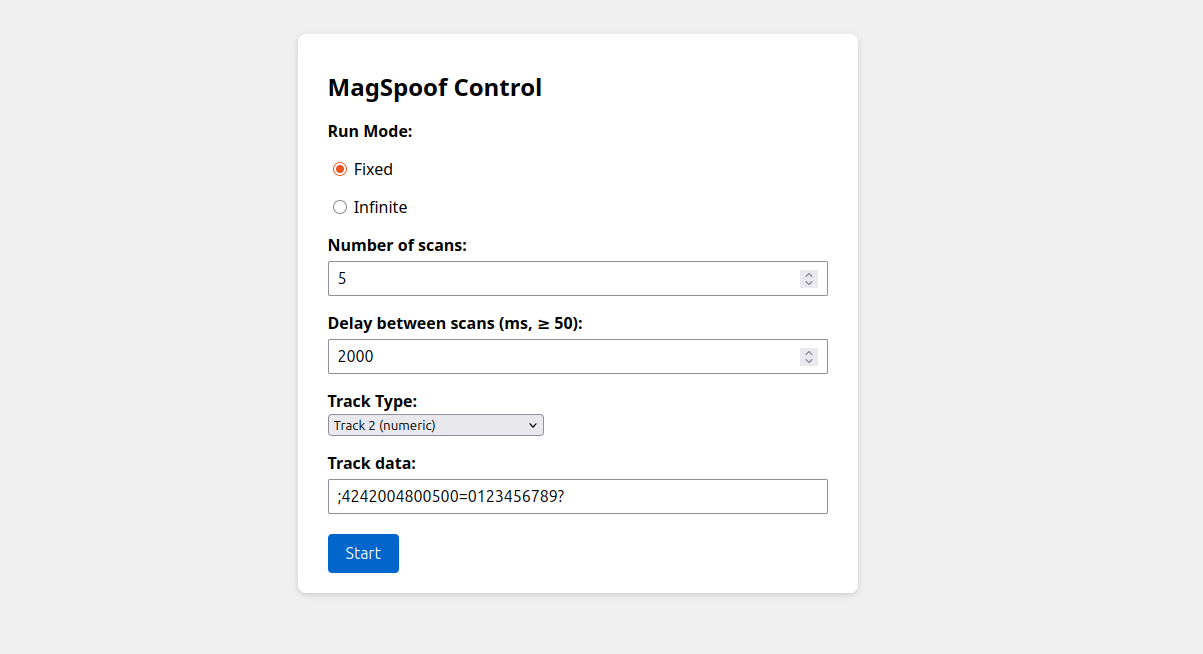 MagSpoof Control
Run Mode:
Fixed
Infinite
Number of scans:
5
Delay between scans (ms, ≥ 50):
2000
Track Type:
Track 2 (numeric)
Track data:
;4242004800500=0123456789?
Start